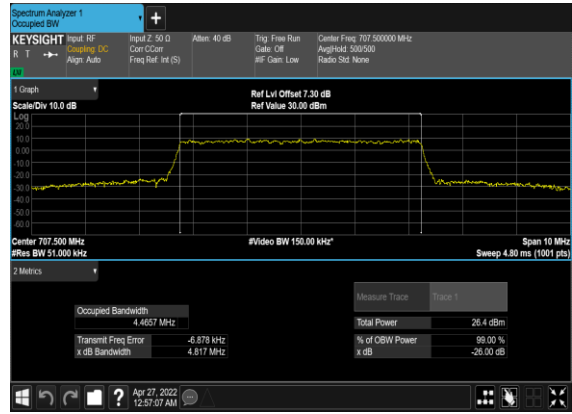 Spectrum Analyzer 1
Occupied BW
+
KEYSIGHT Input: RF Input Z: 50 Ω Atten: 40 dB Trig: Free Run Center Freq: 707.500000 MHz
R T Coupling: DC Corr CCorr Gate: Off Avg|Hold: 500/500
Align: Auto Freq Ref: Int (S) #IF Gain: Low Radio Std: None
1 Graph
Ref Lvl Offset 7.30 dB
Scale/Div 10.0 dB Ref Value 30.00 dBm
Log
20.0
10.0
0.00
-10.0
-20.0
-30.0
-40.0
-50.0
-60.0
Center 707.500 MHz #Video BW 150.00 kHz* Span 10 MHz
#Res BW 51.000 kHz Sweep 4.80 ms (1001 pts)
2 Metrics
Measure Trace Trace 1
Occupied Bandwidth
4.4657 MHz Total Power 26.4 dBm
Transmit Freq Error -6.878 kHz % of OBW Power 99.00 %
x dB Bandwidth 4.817 MHz x dB -26.00 dB
? Apr 27, 2022
12:57:07 AM